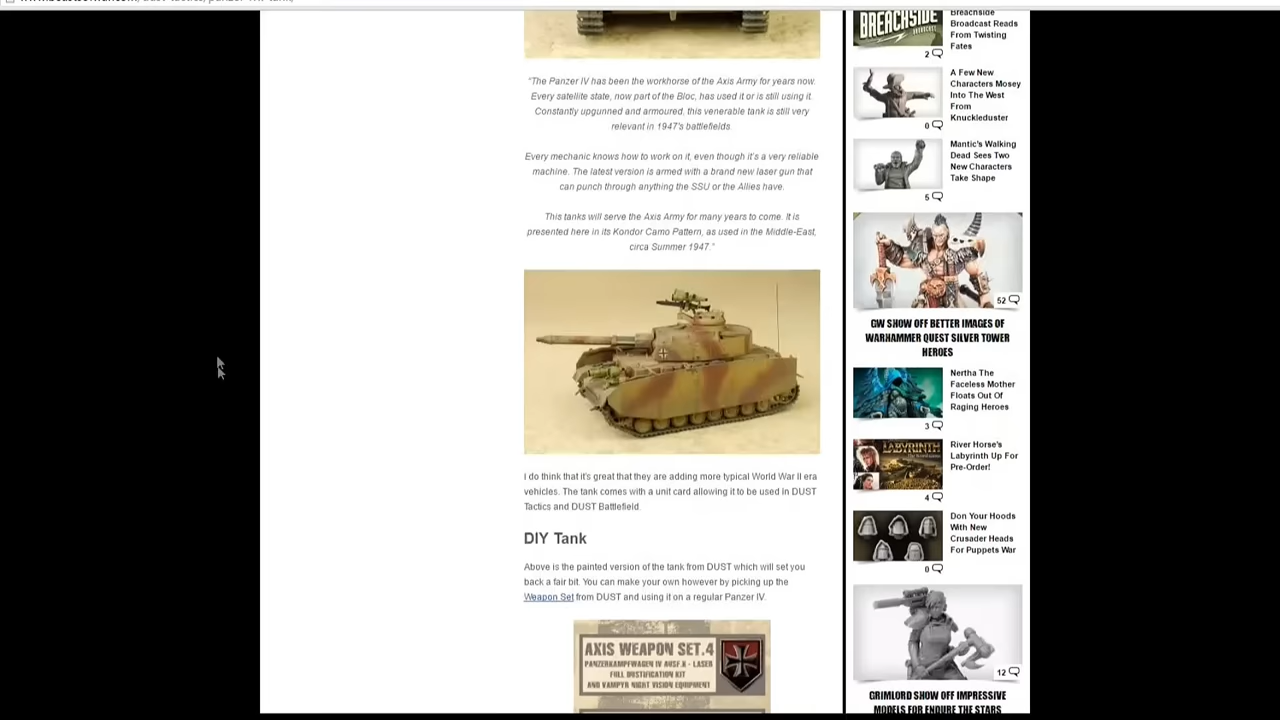 "The Panzer IV has been the workhorse of the Axis Army for years now.
Every satellite state, now part of the Bloc, has used it or is still using it.
Constantly upgunned and armoured, this venerable tank is still very
relevant in 1947's battlefields.
Every mechanic knows how to work on it, even though it's a very reliable
machine. The latest version is armed with a brand new laser gun that
can punch through anything the SSU or the Allies have.
This tanks will serve the Axis Army for many years to come. It is
presented here in its Kondor Camo Pattern, as used in the Middle-East,
circa Summer 1947."
I do think that it's great that they are adding more typical World War II era
vehicles. The tank comes with a unit card allowing it to be used in DUST
Tactics and DUST Battlefield.
DIY Tank
Above is the painted version of the tank from DUST which will set you
back a fair bit. You can make your own however by picking up the
Weapon Set from DUST and using it on a regular Panzer IV.
AXIS WEAPON SET.4
PANZERKAMPFWAGEN IV AUSF.X - LASER
FULL DUSTIFICATION KIT
AND VAMPYR NIGHT VISION EQUIPMENT
BREACHSIDE
BROADCAST
Breachside
Broadcast Reads
From Twisting
Fates
2
A Few New
Characters Mosey
Into The West
From
Knuckleduster
0
Mantic's Walking
Dead Sees Two
New Characters
Take Shape
5
52
GW SHOW OFF BETTER IMAGES OF
WARHAMMER QUEST SILVER TOWER
HEROES
Nertha The
Faceless Mother
Floats Out Of
Raging Heroes
3
LABYRINTH
River Horse's
Labyrinth Up For
Pre-Order!
4
Don Your Hoods
With New
Crusader Heads
For Puppets War
0
12
GRIMLORD SHOW OFF IMPRESSIVE
MODELS FOR ENDURE THE STARS